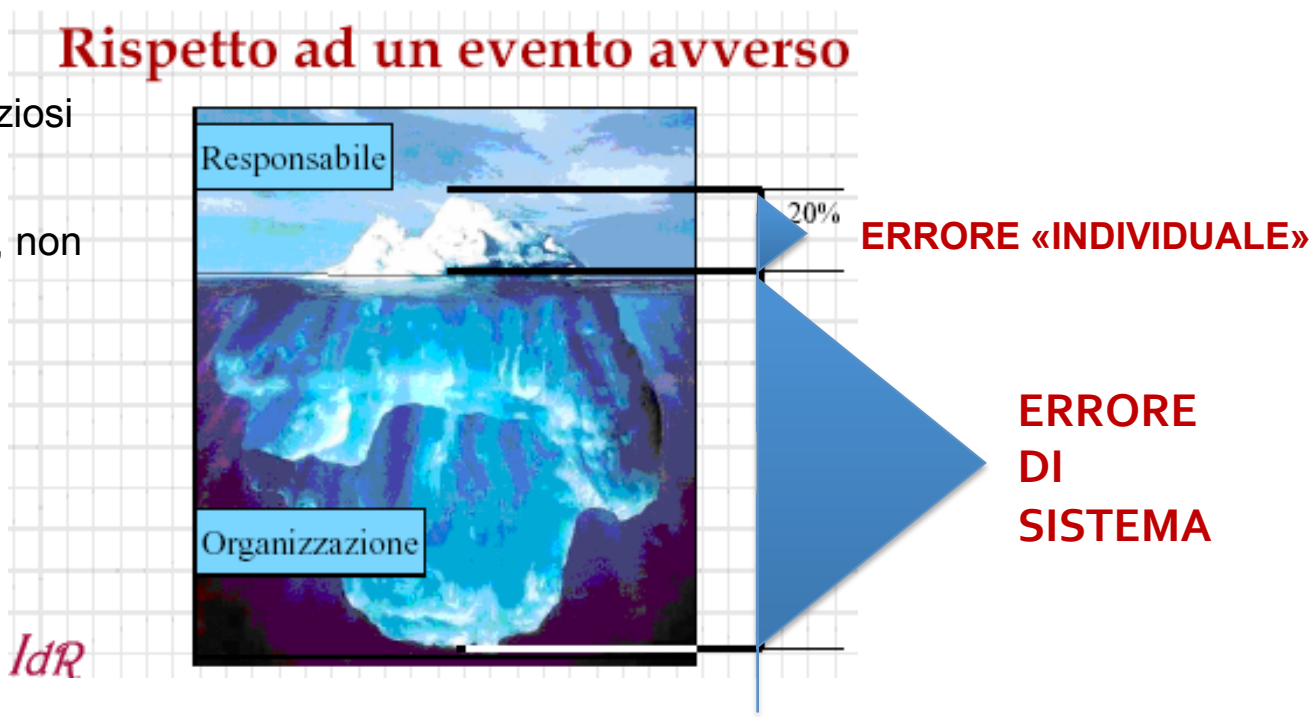 Rispetto ad un evento avverso
ziosi
non
Responsabile
20%
ERRORE «INDIVIDUALE»
ERRORE
DI
SISTEMA
Organizzazione
IdR